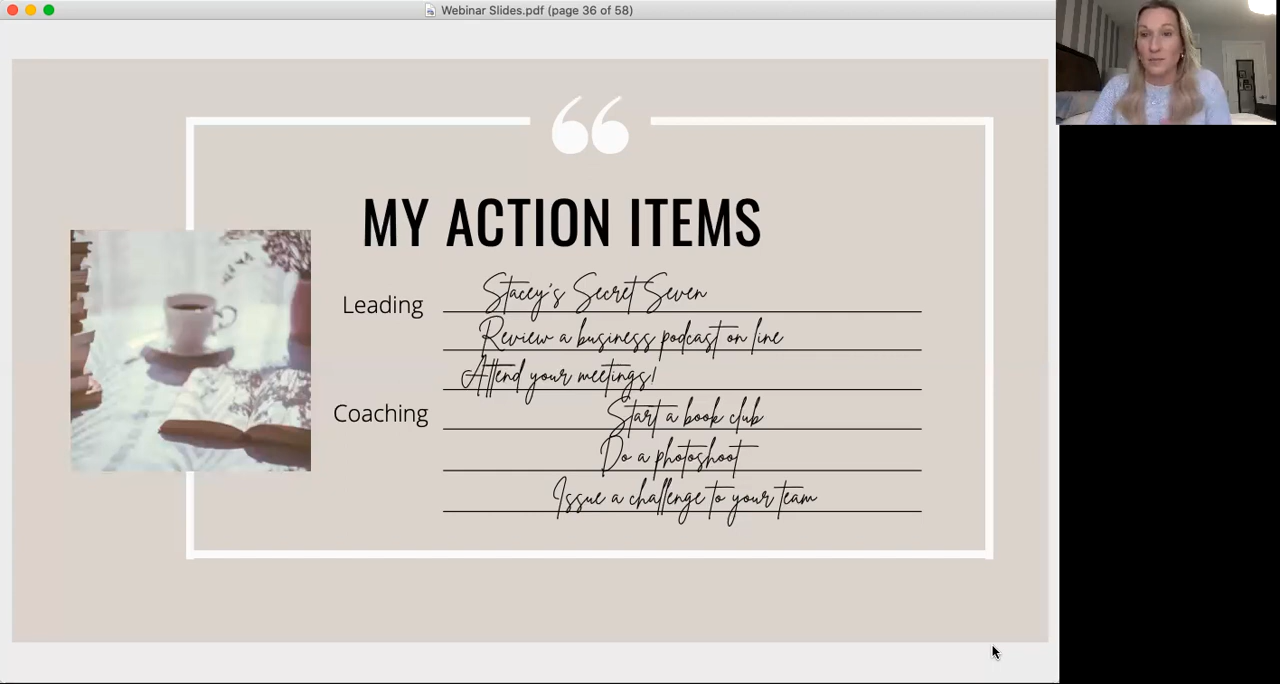 Webinar Slides.pdf (page 36 of 58)
MY ACTION ITEMS
Leading
Stacey's Secret Seven
Review a business podcast on line
Attend your meetings!
Coaching
Start a book club
Do a photoshoot
Issue a challenge to your team